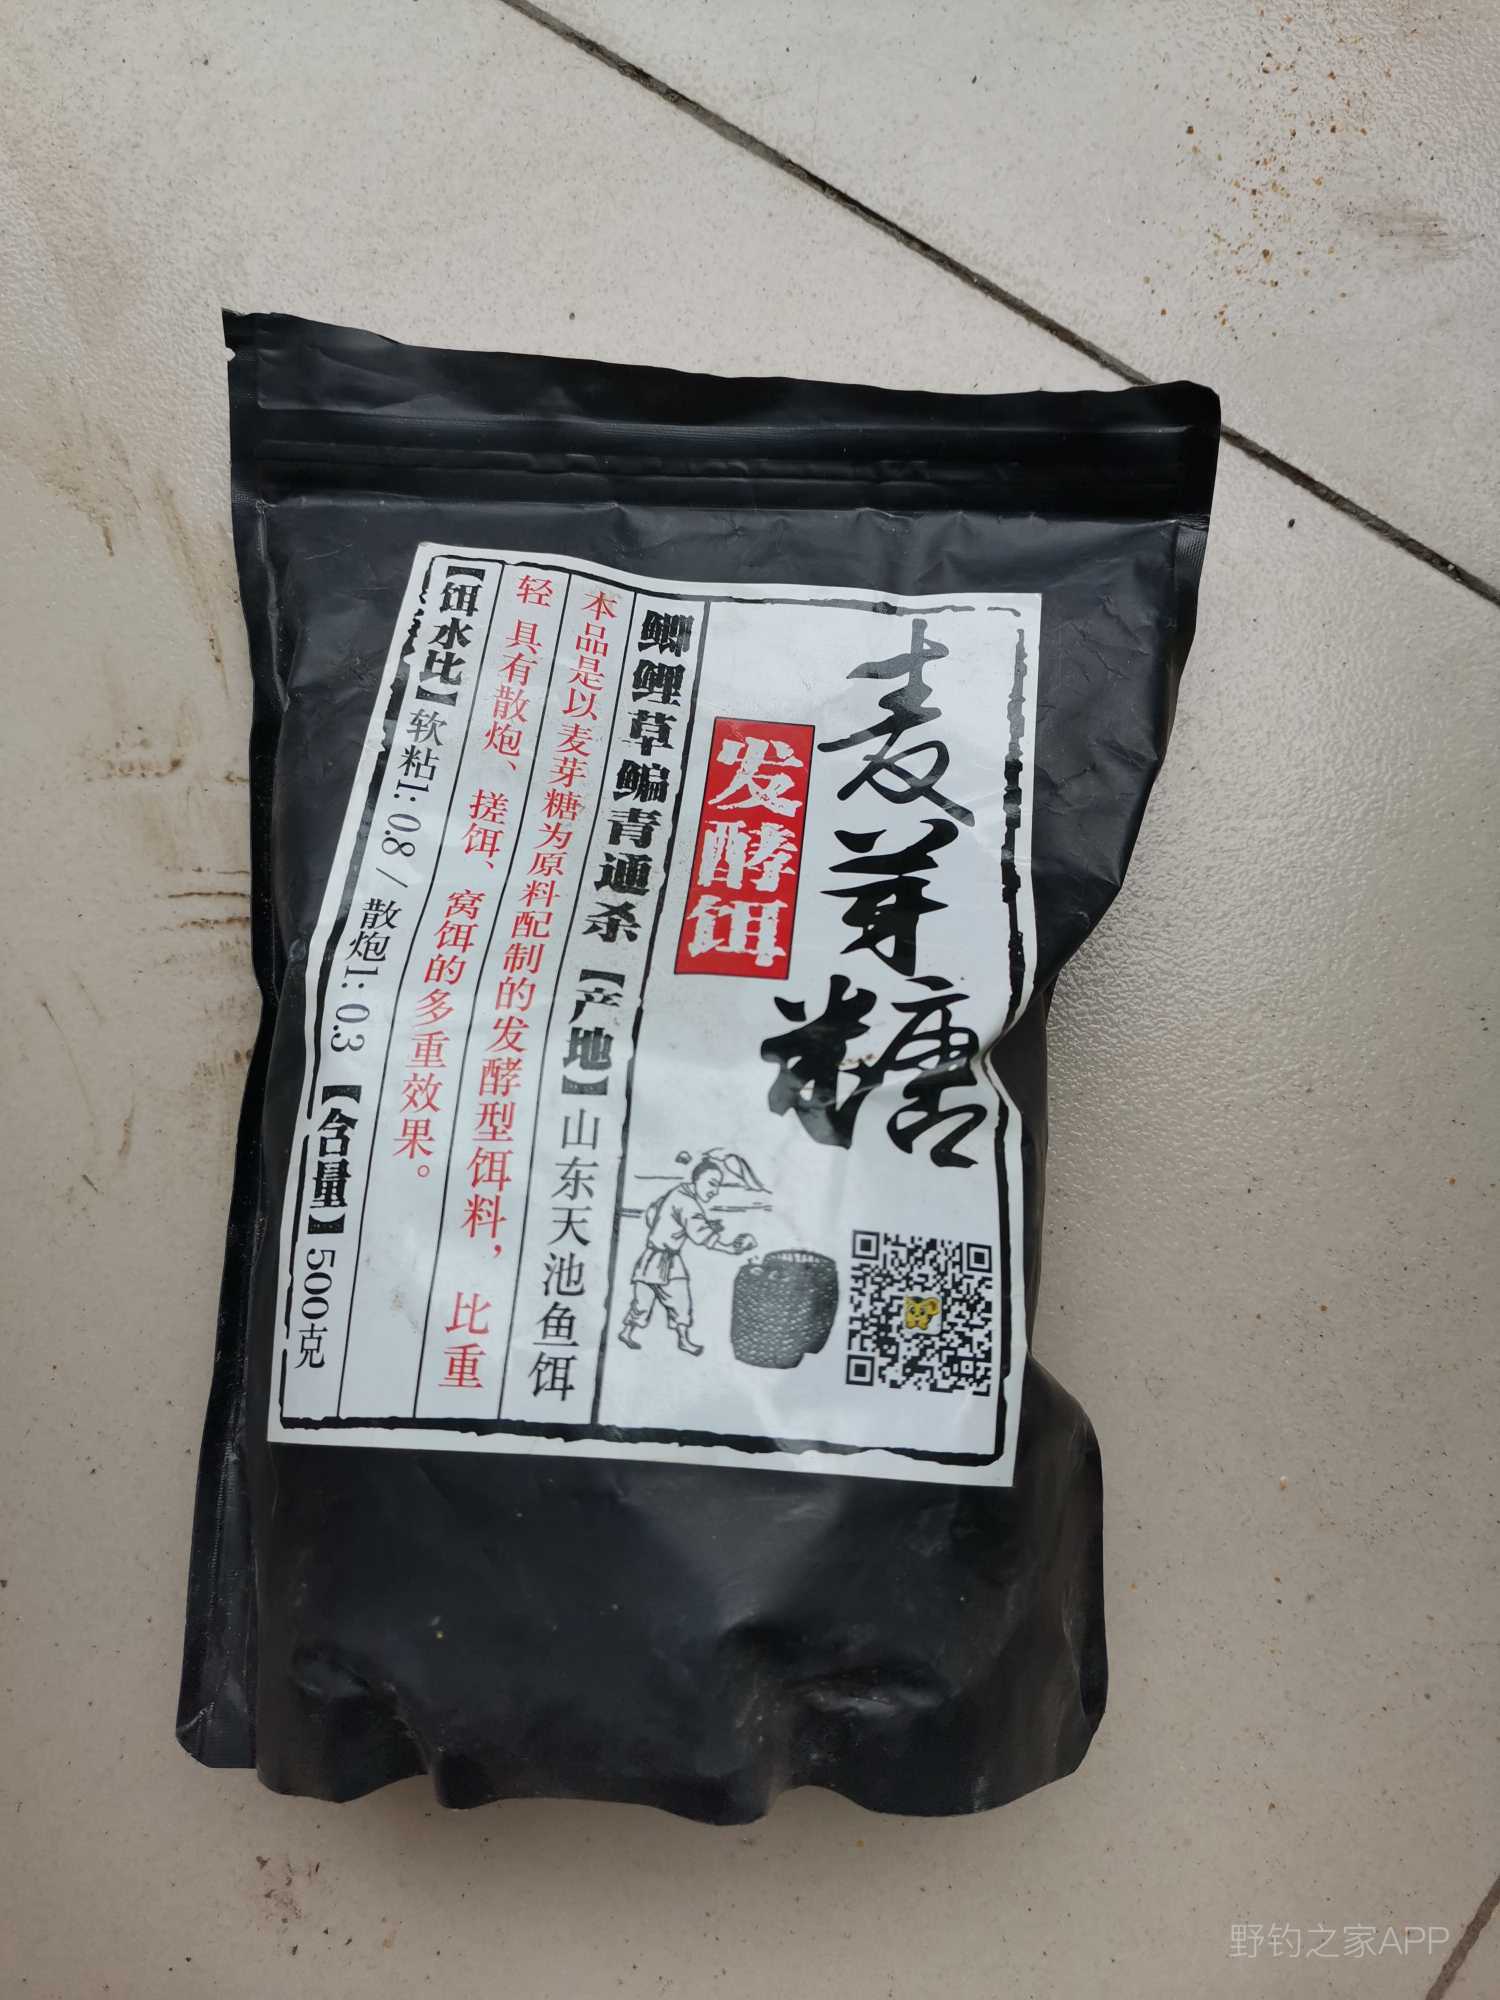 麦芽糖
发酵饵
鲫鲤草鳊青通杀【产地】山东天池鱼饵
本品是以麦芽糖为原料配制的发酵型饵料，比重
轻 具有散炮、搓饵、窝饵的多重效果。
【饵水比】软粘1:0.8 / 散炮1:0.3【含量】500克
野钓之家APP